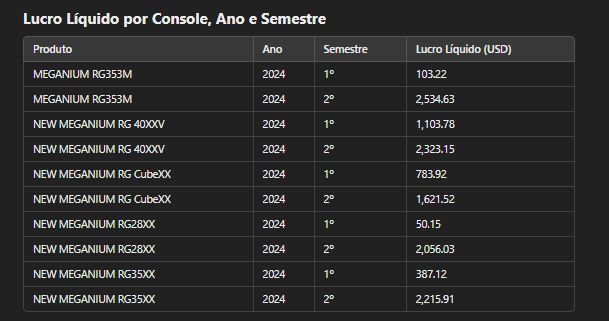 Lucro Líquido por Console, Ano e Semestre
Produto Ano Semestre Lucro Líquido (USD)
MEGANIUM RG353M 2024 1º 103.22
MEGANIUM RG353M 2024 2º 2,534.63
NEW MEGANIUM RG 40XXV 2024 1º 1,103.78
NEW MEGANIUM RG 40XXV 2024 2º 2,323.15
NEW MEGANIUM RG CubeXX 2024 1º 783.92
NEW MEGANIUM RG CubeXX 2024 2º 1,621.52
NEW MEGANIUM RG28XX 2024 1º 50.15
NEW MEGANIUM RG28XX 2024 2º 2,056.03
NEW MEGANIUM RG35XX 2024 1º 387.12
NEW MEGANIUM RG35XX 2024 2º 2,215.91